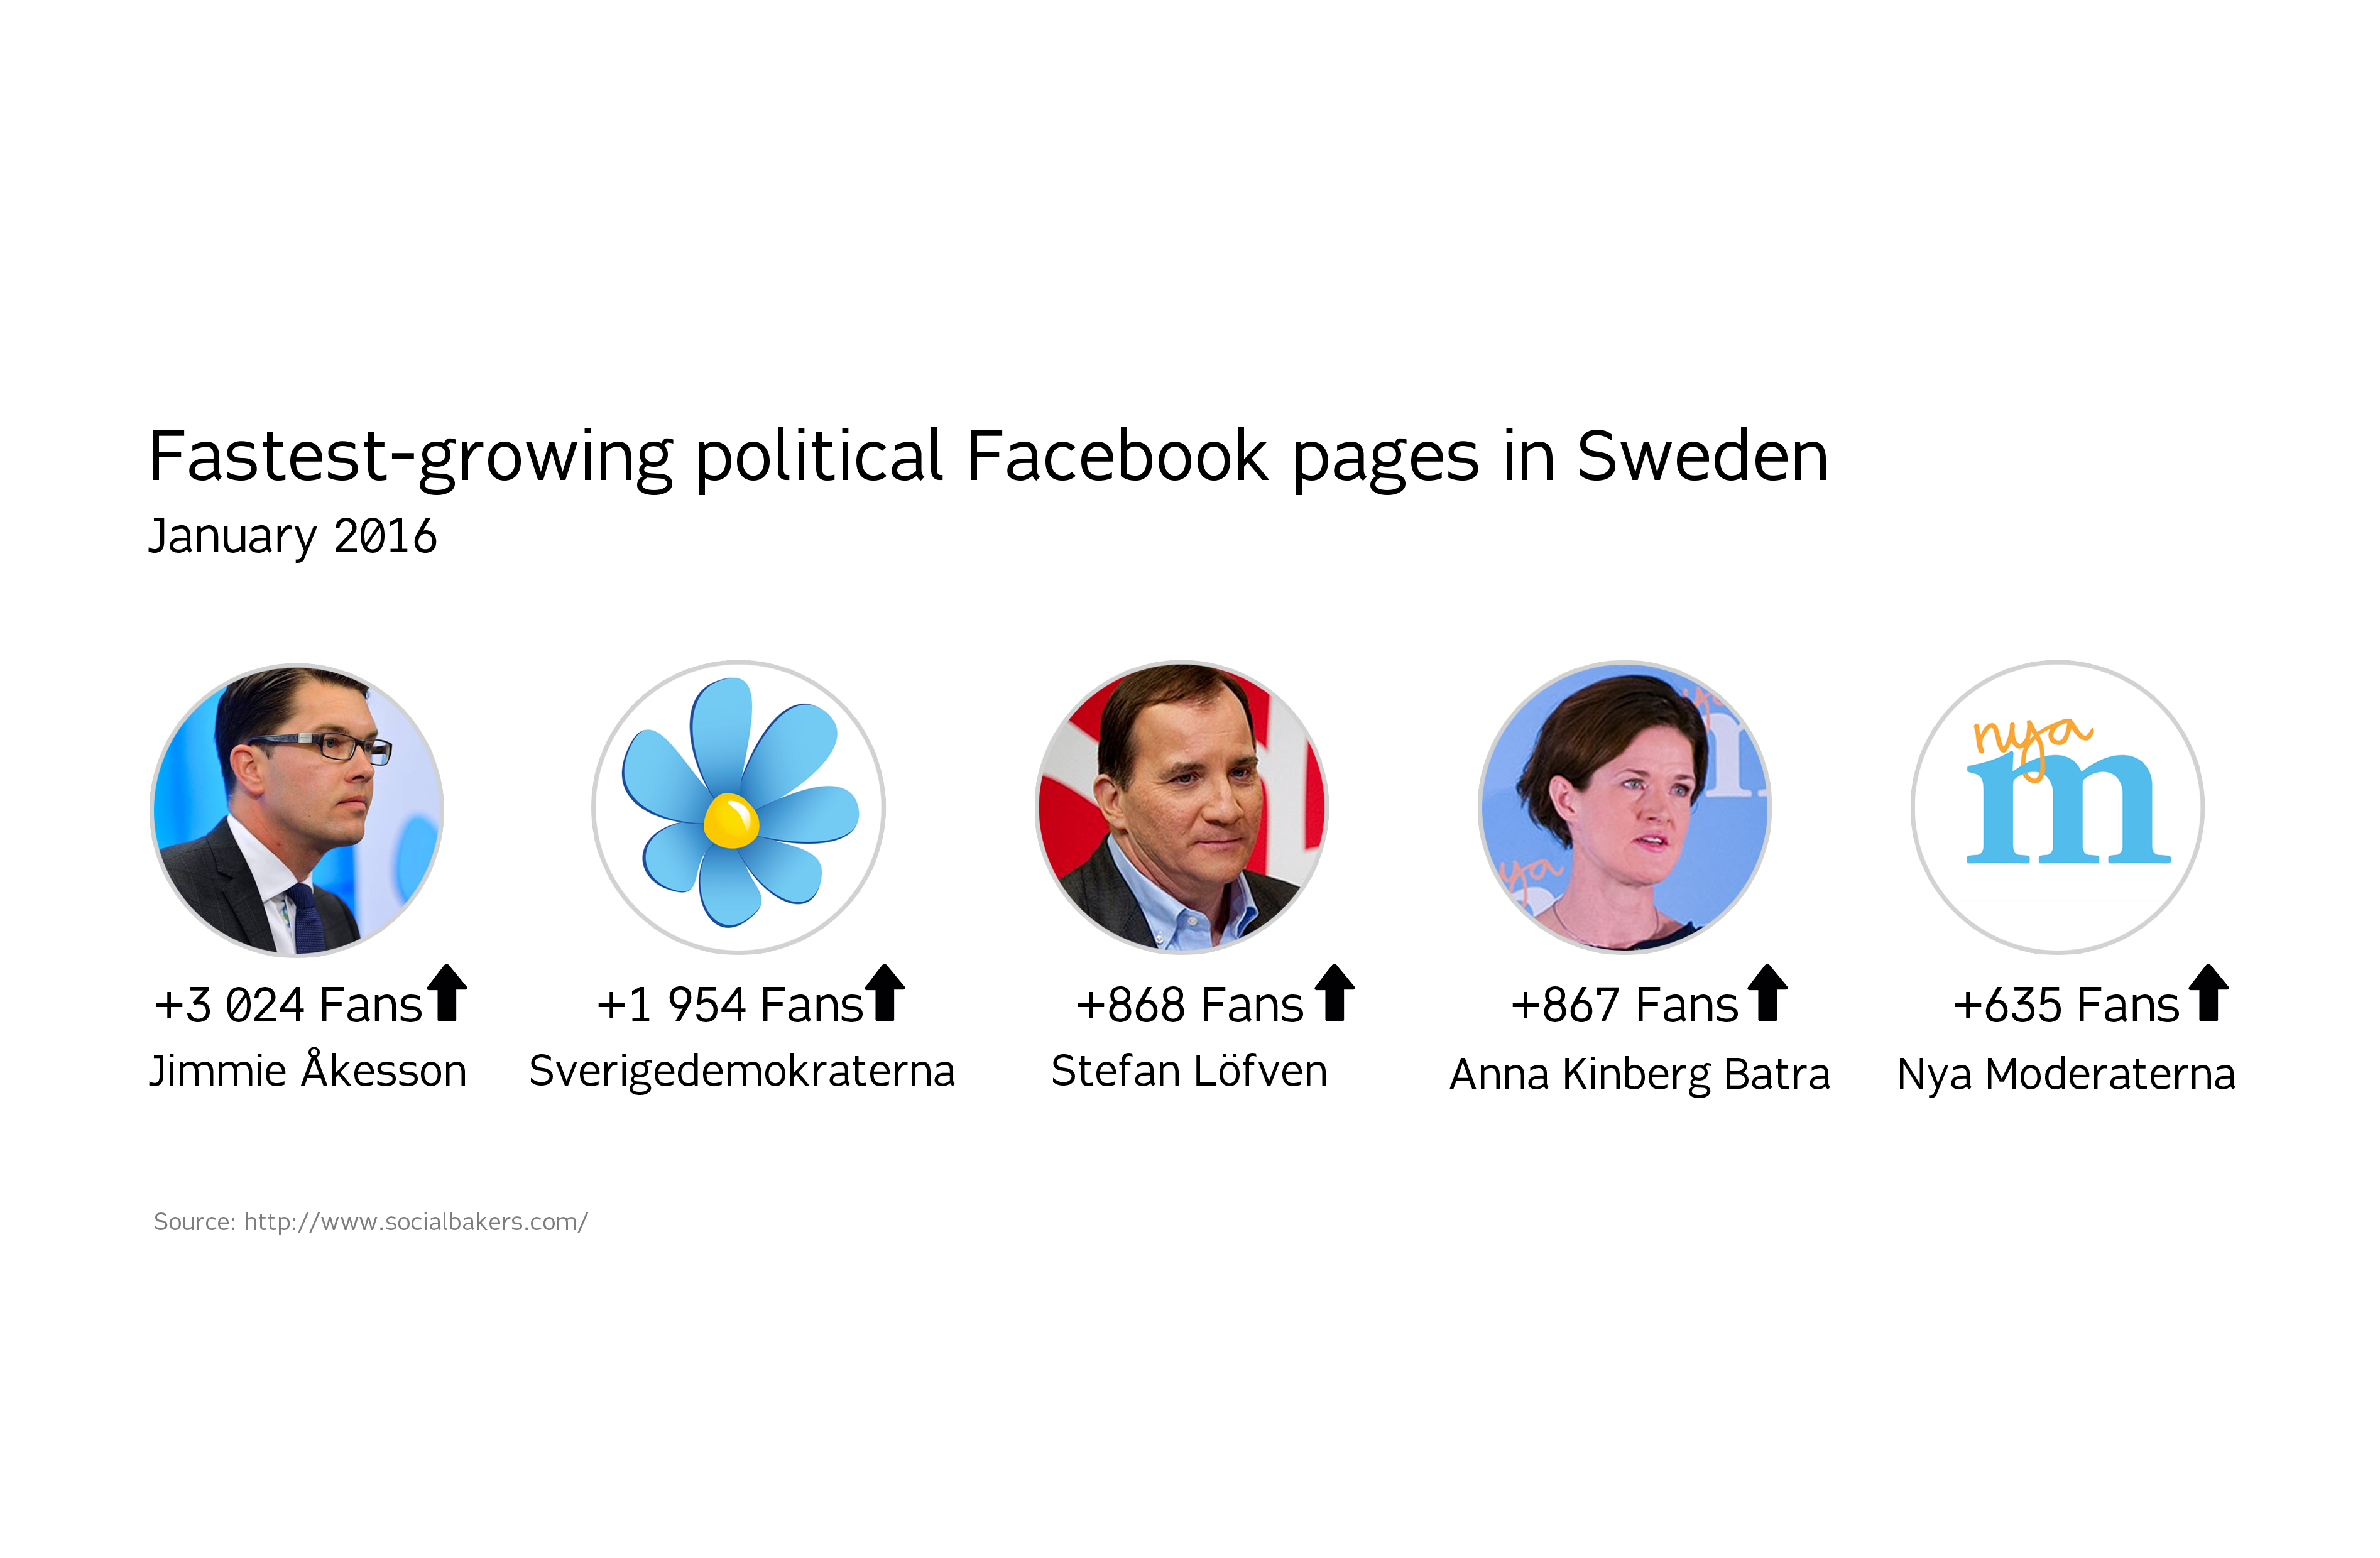 Fastest-growing political Facebook pages in Sweden
January 2016
nya
m
nya
+3 024 Fans
+1 954 Fans
+868 Fans
+867 Fans
+635 Fans
Jimmie Åkesson
Sverigedemokraterna
Stefan Löfven
Anna Kinberg Batra
Nya Moderaterna
Source: http://www.socialbakers.com/